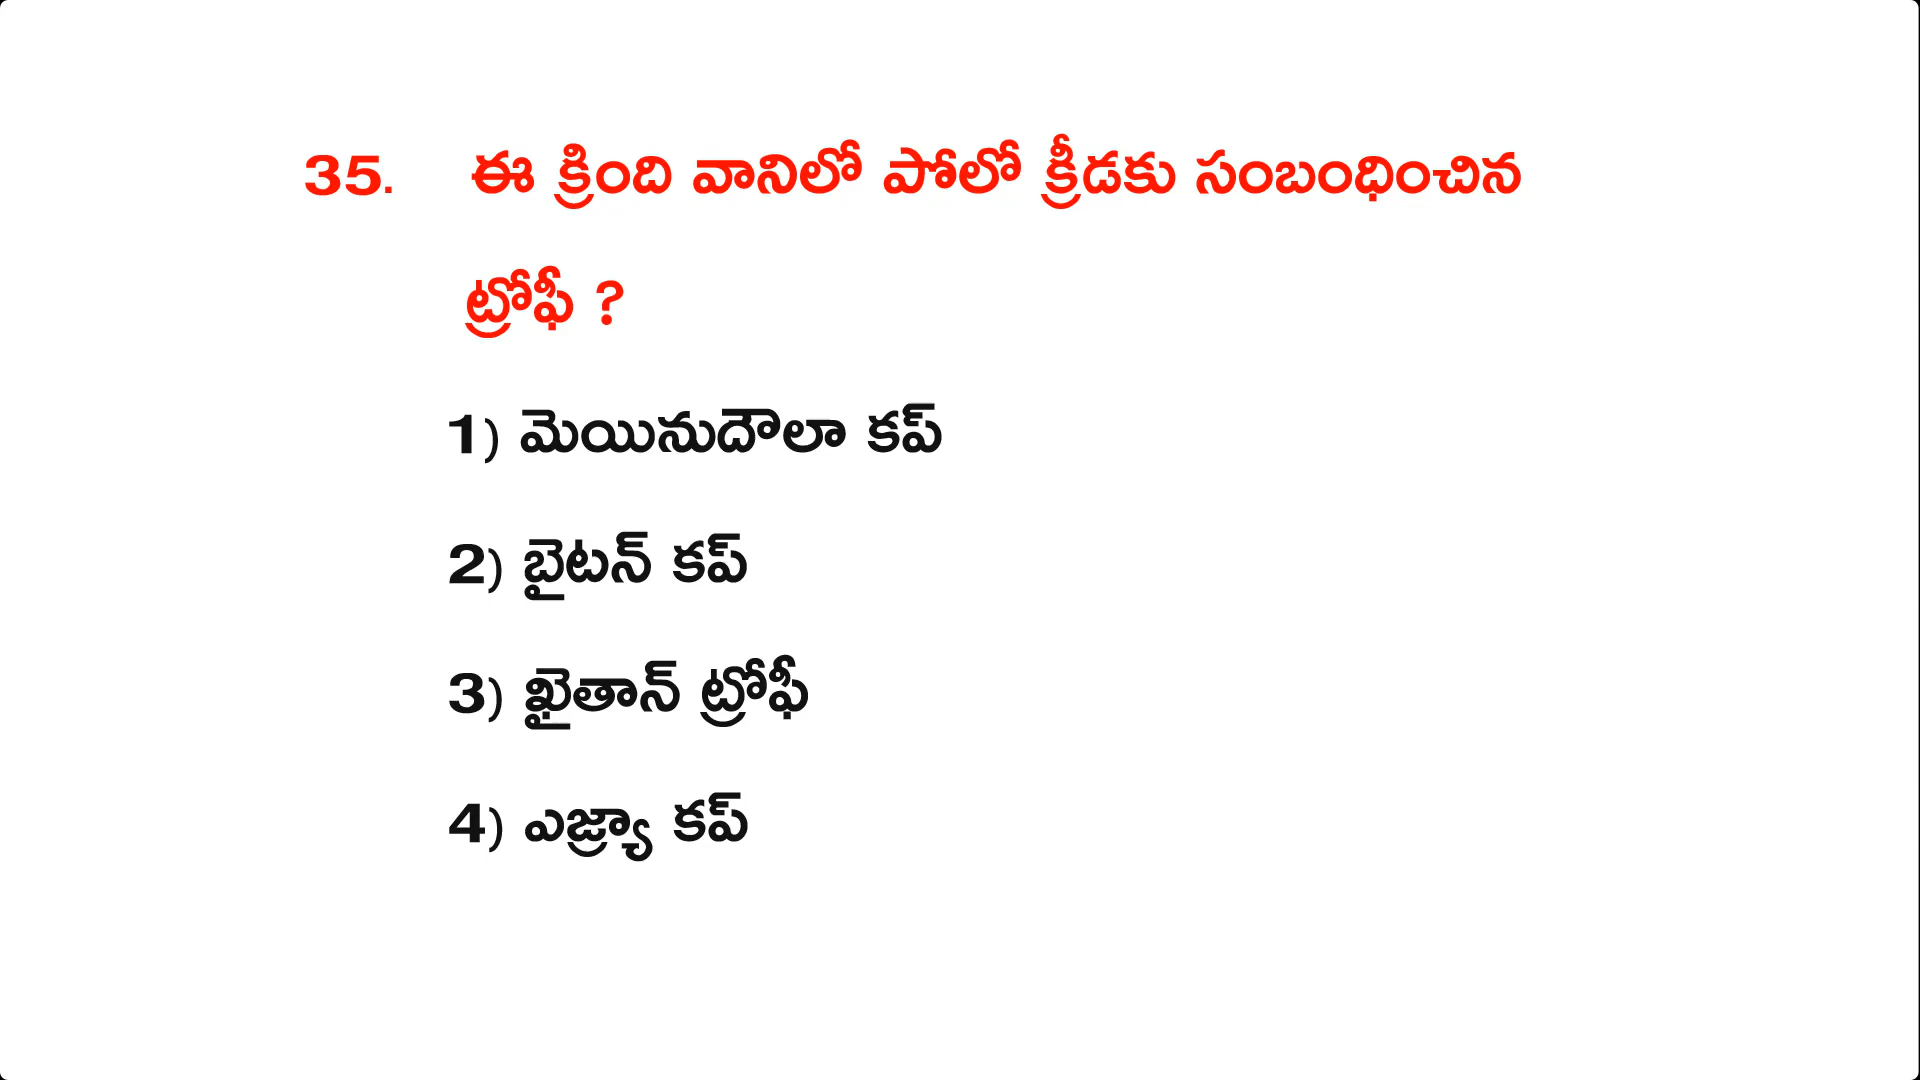 35. ఈ క్రింది వానిలో పోలో క్రీడకు సంబంధించిన
ట్రోఫీ ?
1) మెయినుదౌలా కప్
2) బైటన్ కప్
3) ఖైతాన్ ట్రోఫీ
4) ఎజ్ర్యా కప్